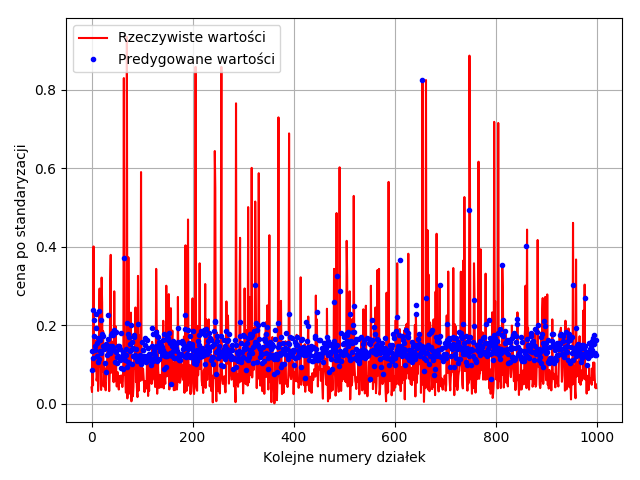 Rzeczywiste wartości
Predygowane wartości
cena po standaryzacji
0.8
0.6
0.4
0.2
0.0
0 200 400 600 800 1000
Kolejne numery działek